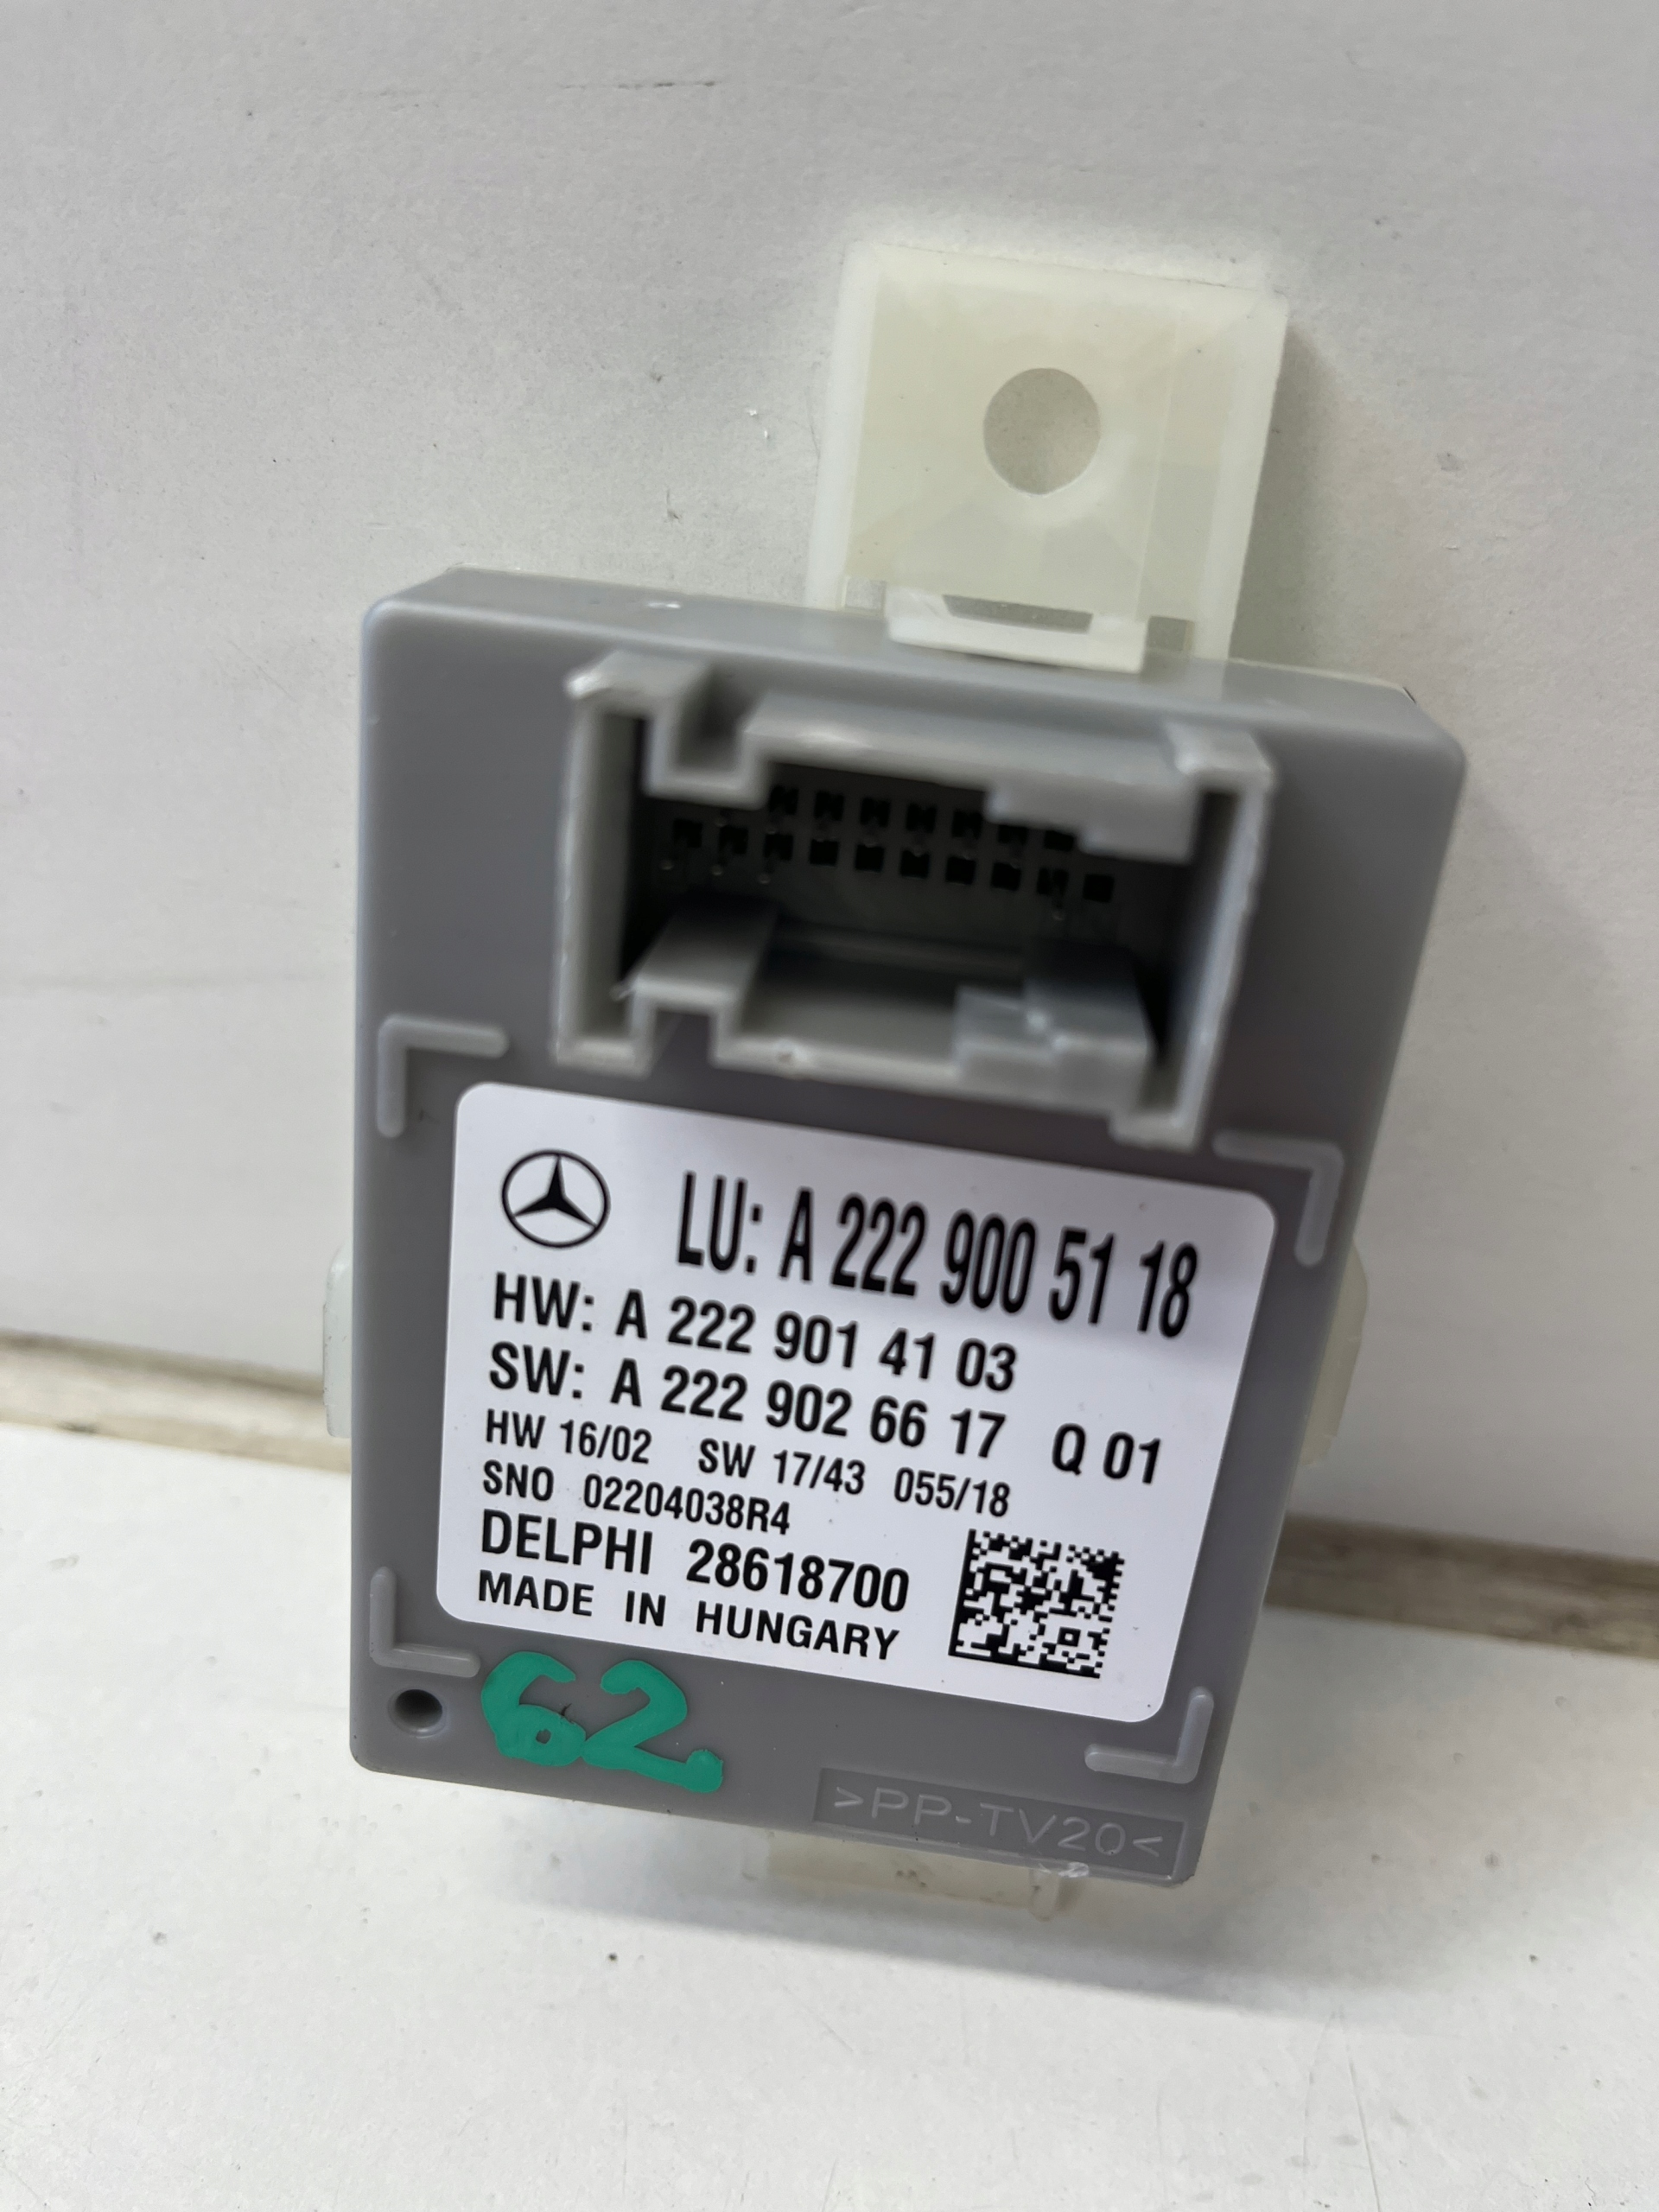 LU: A 222 900 51 18
HW: A 222 901 41 03
SW: A 222 902 66 17 Q 01
HW 16/02 SW 17/43 055/18
SNO 02204038R4
DELPHI 28618700
MADE IN HUNGARY
62
>PP-TV20<